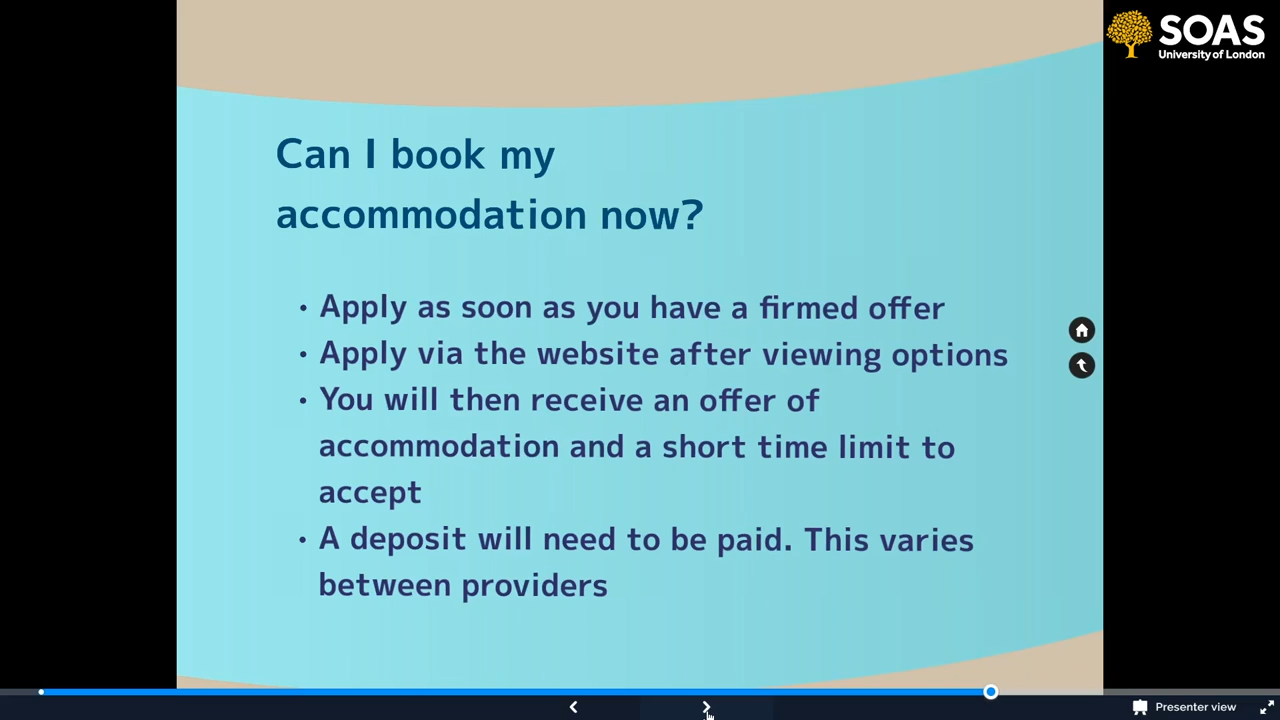 SOAS
University of London
Can I book my
accommodation now?
• Apply as soon as you have a firmed offer
• Apply via the website after viewing options
• You will then receive an offer of
accommodation and a short time limit to
accept
• A deposit will need to be paid. This varies
between providers
Presenter view